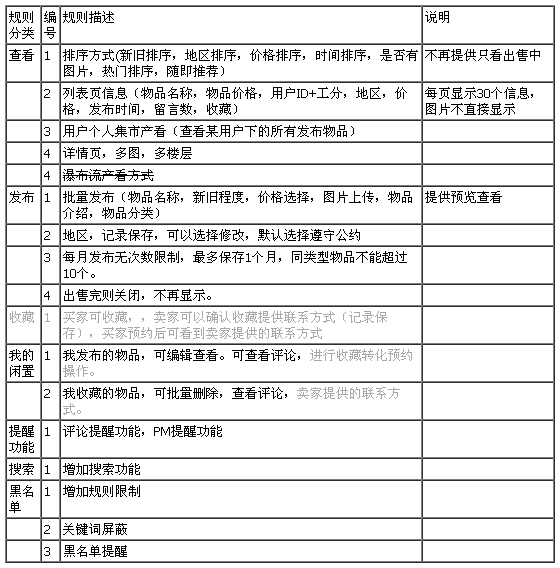 规则 编 规则描述 说明
分类 号
查看 1 排序方式(新旧排序，地区排序，价格排序，时间排序，是否有 不再提供只看出售中
图片，热门排序，随即推荐）
2 列表页信息（物品名称，物品价格，用户ID+工分，地区，价 每页显示30个信息，
格，发布时间，留言数，收藏） 图片不直接显示
3 用户个人集市产看（查看某用户下的所有发布物品）
4 详情页，多图，多楼层
4 瀑布流产看方式
发布 1 批量发布（物品名称，新旧程度，价格选择，图片上传，物品 提供预览查看
介绍，物品分类）
2 地区，记录保存，可以选择修改，默认选择遵守公约
3 每月发布无次数限制，最多保存1个月，同类型物品不能超过
10个。
4 出售完则关闭，不再显示。
收藏 1 买家可收藏，，卖家可以确认收藏提供联系方式（记录保
存），买家预约后可看到卖家提供的联系方式
我的 1 我发布的物品，可编辑查看。可查看评论，进行收藏转化预约
闲置 操作。
2 我收藏的物品，可批量删除，查看评论，卖家提供的联系方
式。
提醒 1 评论提醒功能，PM提醒功能
功能
搜索 1 增加搜索功能
黑名 1 增加规则限制
单
2 关键词屏蔽
3 黑名单提醒